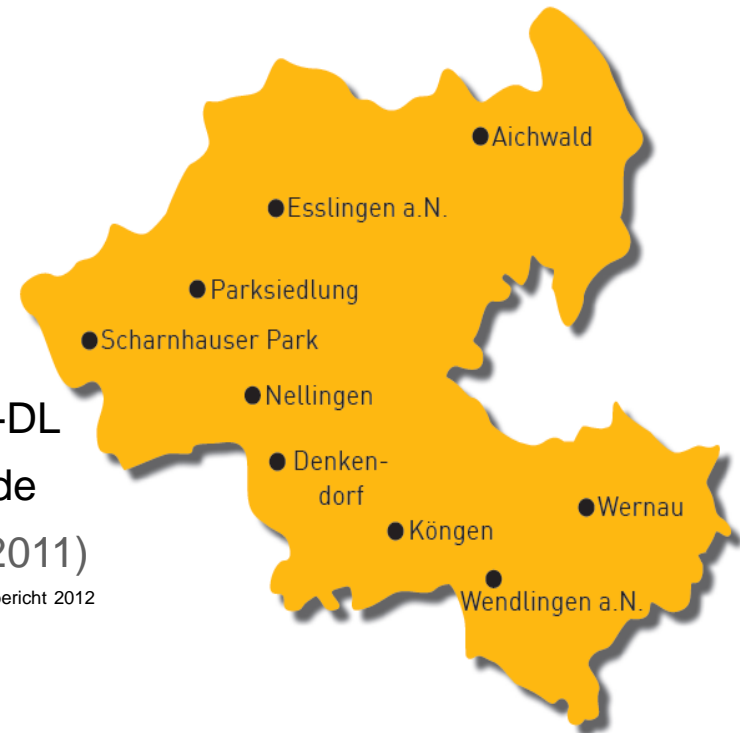 Aichwald
Esslingen a.N.
Parksiedlung
Scharnhauser Park
Nellingen
-DL
Denken-
dorf
de
Wernau
Köngen
2011)
Wendlingen a.N.
ericht 2012